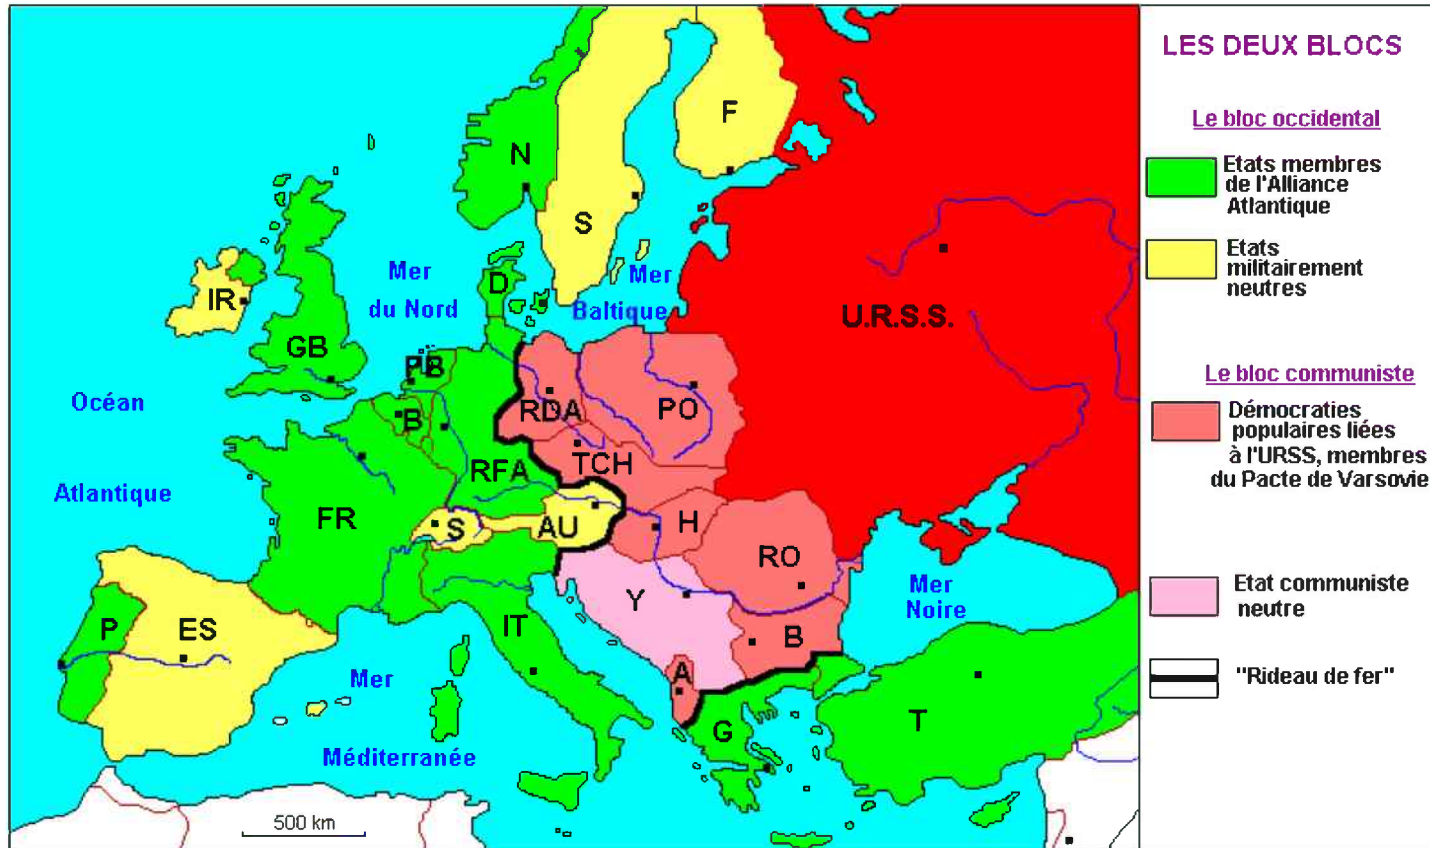 LES DEUX BLOCS
Le bloc occidental
Etats membres
de l'Alliance
Atlantique
Etats
militairement
neutres
Le bloc communiste
Démocraties
populaires liées
à l'URSS, membres
du Pacte de Varsovie
Etat communiste
neutre
"Rideau de fer"
N
F
S
IR
GB
Mer
du Nord
D
Mer
Baltique
U.R.S.S.
PB
B
RDA
PO
Océan
Atlantique
RFA
TCH
FR
S
AU
H
RO
Mer
Noire
P
ES
IT
Y
B
A
G
T
Mer
Méditerranée
500 km